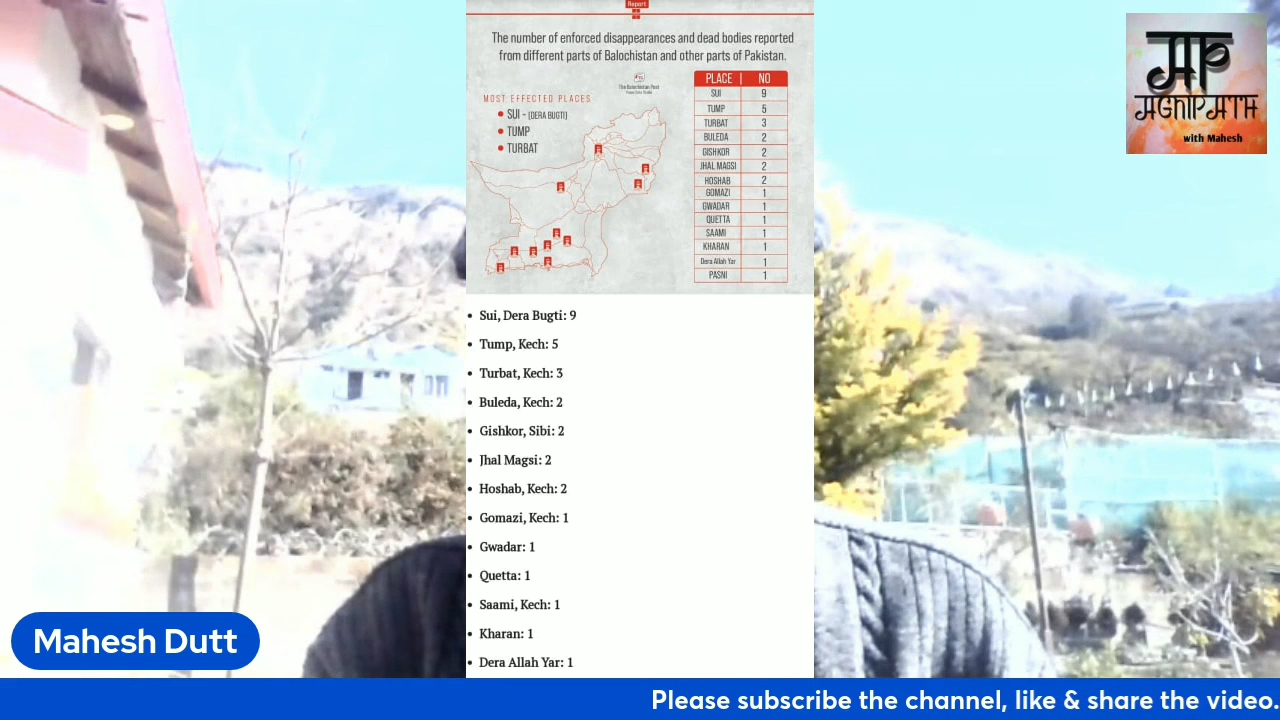 Report
The number of enforced disappearances and dead bodies reported
from different parts of Balochistan and other parts of Pakistan.
The Balochistan Post
MOST EFFECTED PLACES
SUI - (DERA BUGTI)
TUMP
TURBAT
PLACE | NO
SUI 9
TUMP 5
TURBAT 3
BULEDA 2
GISHKOR 2
JHAL MAGSI 2
HOSHAB 2
GOMAZI 1
GWADAR 1
QUETTA 1
SAAMI 1
KHARAN 1
Dera Allah Yar 1
PASNI 1
• Sui, Dera Bugti: 9
• Tump, Kech: 5
• Turbat, Kech: 3
• Buleda, Kech: 2
• Gishkor, Sibi: 2
• Jhal Magsi: 2
• Hoshab, Kech: 2
• Gomazi, Kech: 1
• Gwadar: 1
• Quetta: 1
• Saami, Kech: 1
• Kharan: 1
• Dera Allah Yar: 1
AP
AGNIPATH
with Mahesh
Mahesh Dutt
Please subscribe the channel, like & share the video.